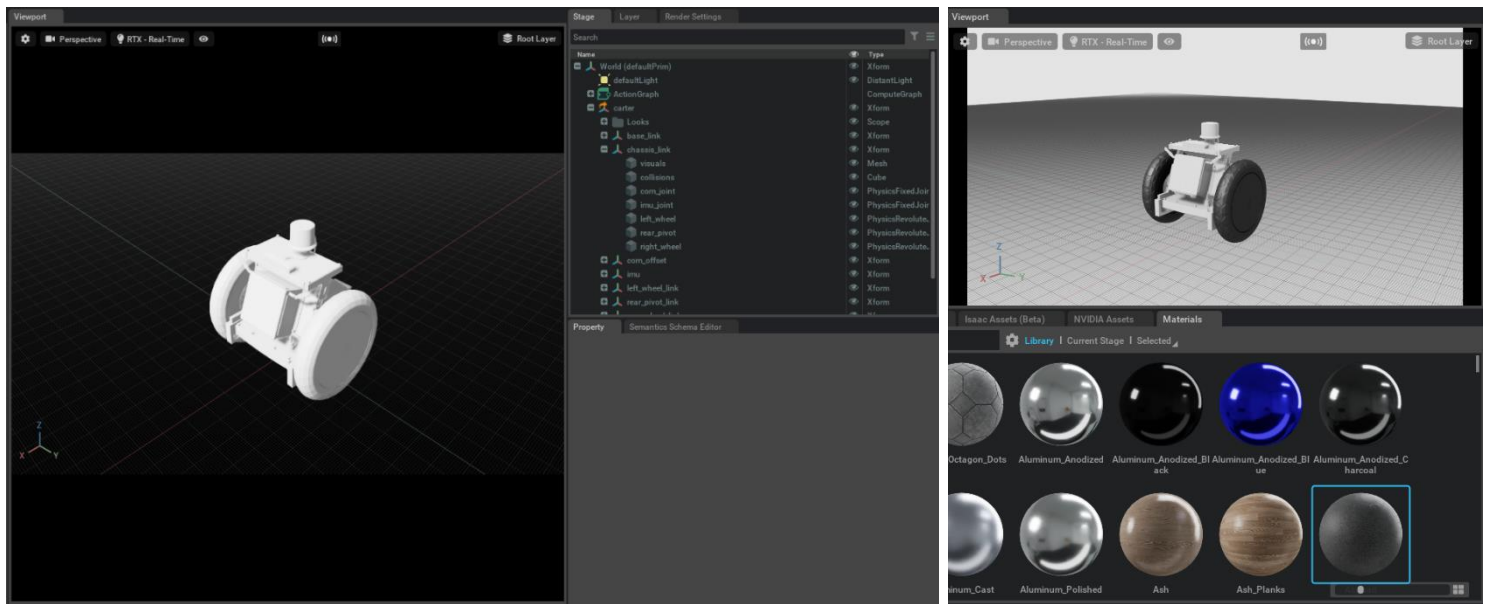 Viewport
Perspective
RTX - Real-Time
Root Layer
X
Y
Z
Stage Layer Render Settings
Search
Name Type
World (defaultPrim) Xform
defaultLight DistantLight
ActionGraph ComputeGraph
carter Xform
Looks Scope
base_link Xform
chassis_link Xform
visuals Mesh
collisions Cube
com_joint PhysicsFixedJoir
imu_joint PhysicsFixedJoir
left_wheel PhysicsRevolute.
rear_pivot PhysicsRevolute.
right_wheel PhysicsRevolute.
com_offset Xform
imu Xform
left_wheel_link Xform
rear_pivot_link Xform
Property Semantics Schema Editor
Viewport
Perspective
RTX - Real-Time
Root Layer
Z
X
Y
Isaac Assets (Beta) NVIDIA Assets Materials
Library | Current Stage | Selected
Octagon_Dots Aluminum_Anodized Aluminum_Anodized_Bl Aluminum_Anodized_Bl Aluminum_Anodized_C
ack ue harcoal
inum_Cast Aluminum_Polished Ash Ash_Planks